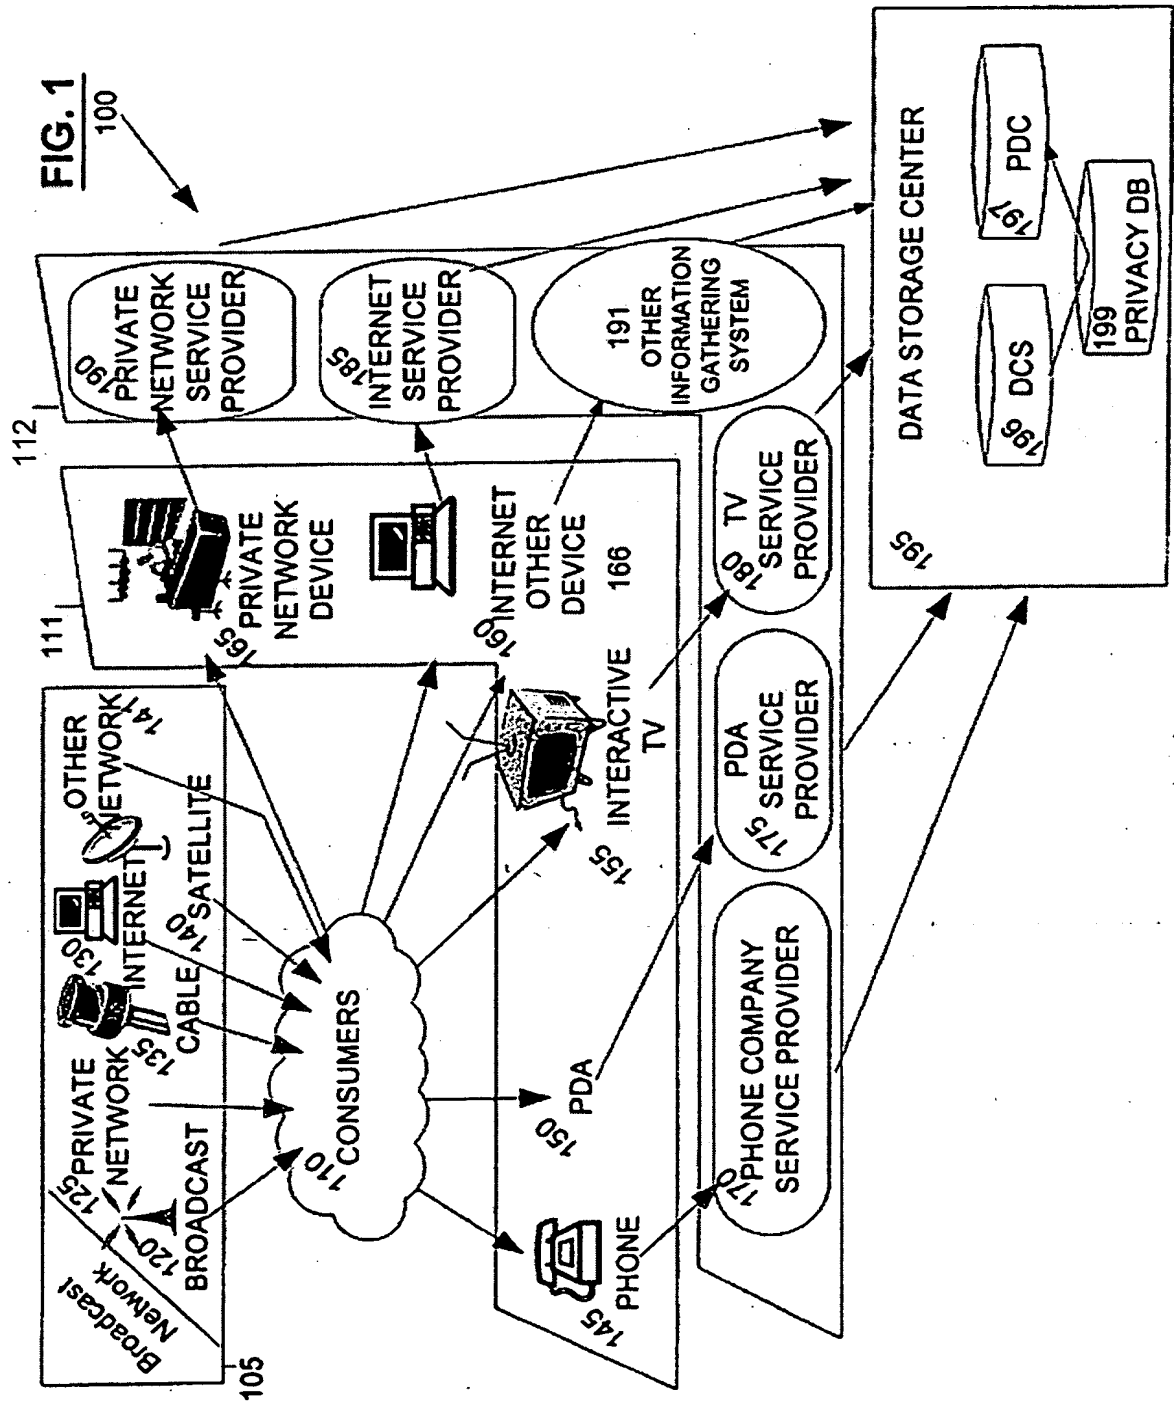 FIG. 1
100
Broadcast
Network
105
120
BROADCAST
125
PRIVATE
NETWORK
135
CABLE
130
INTERNET
140
SATELLITE
OTHER
NETWORK
141
110
CONSUMERS
111
112
145
PHONE
150
PDA
155
INTERACTIVE
TV
160
INTERNET
OTHER
DEVICE
166
165
PRIVATE
NETWORK
DEVICE
170
PHONE COMPANY
SERVICE PROVIDER
175
PDA
SERVICE
PROVIDER
180
TV
SERVICE
PROVIDER
185
INTERNET
SERVICE
PROVIDER
190
PRIVATE
NETWORK
SERVICE
PROVIDER
191
OTHER
INFORMATION
GATHERING
SYSTEM
195
DATA STORAGE CENTER
196
DCS
197
PDC
199
PRIVACY DB